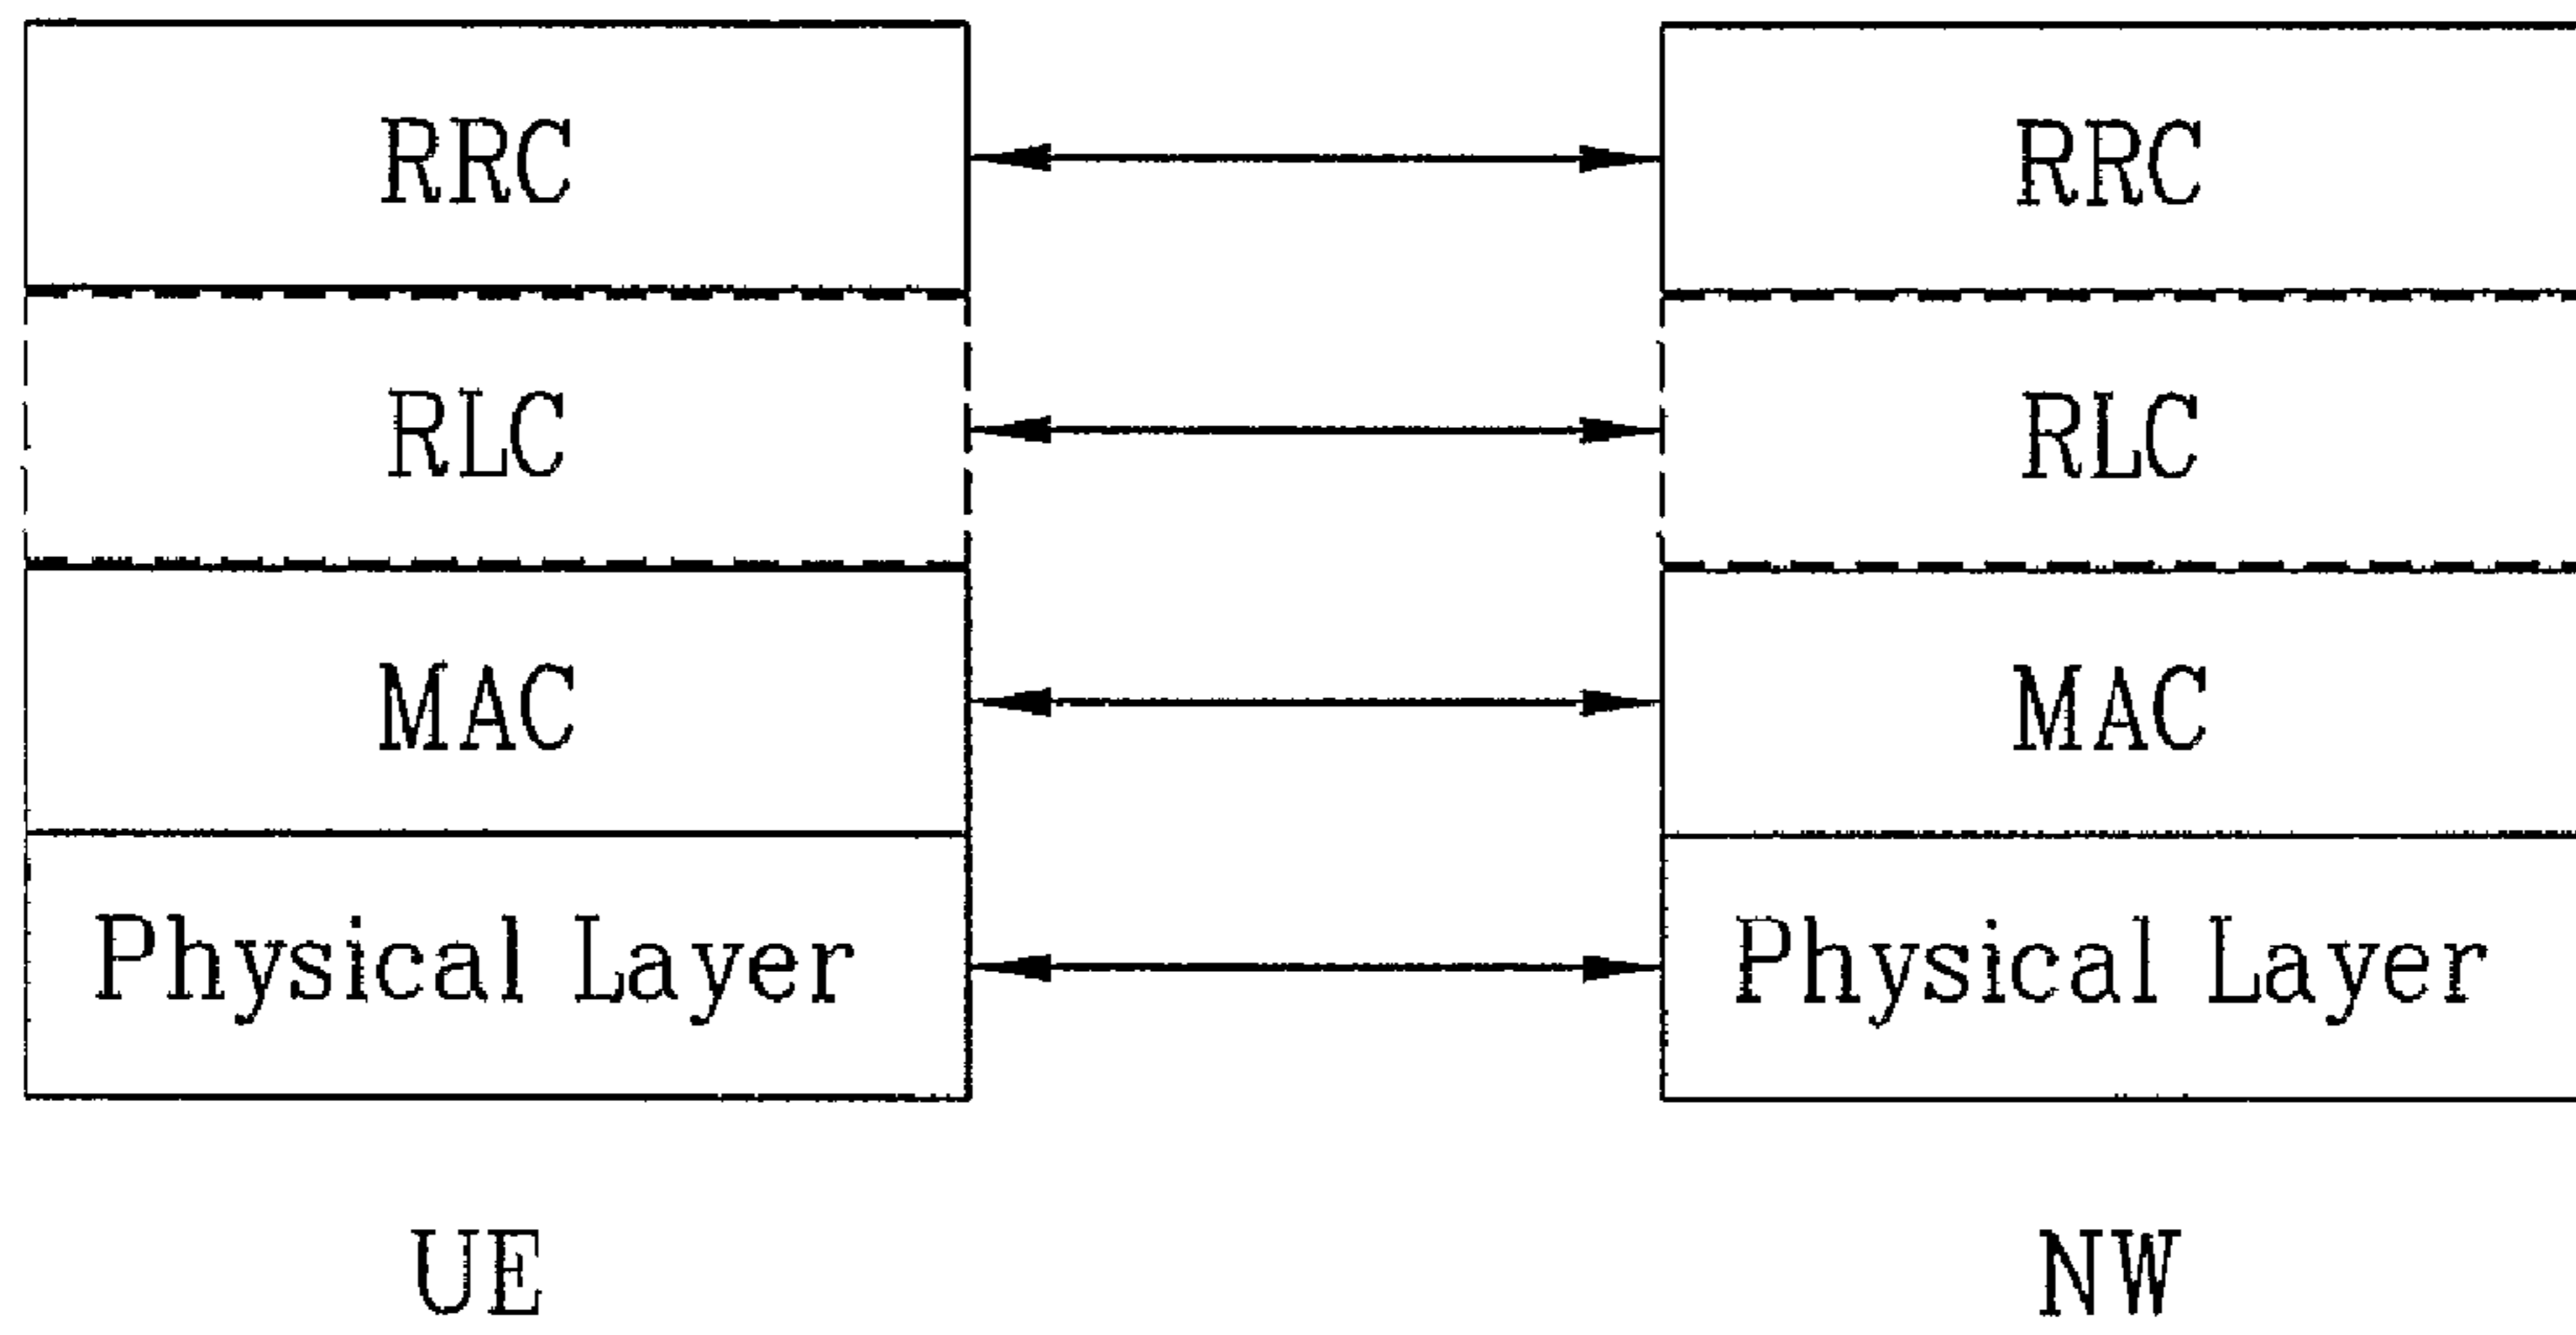 RRC RRC
RLC RLC
MAC MAC
Physical Layer Physical Layer
UE NW